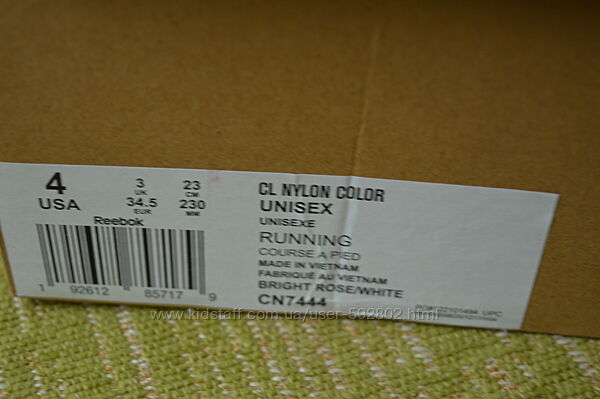 4
USA
3
UK
34.5
EUR
23
CM
230
MM
Reebok
1 92612 85717 9
CL NYLON COLOR
UNISEX
UNISEXE
RUNNING
COURSE A PIED
MADE IN VIETNAM
FABRIQUÉ AU VIETNAM
BRIGHT ROSE/WHITE
CN7444
UPC
www.kidstaff.com.ua/user-592802.html